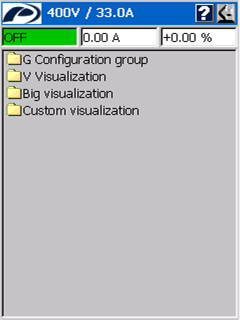 400V / 33.0A ?
OFF 0.00 A +0.00 %
G Configuration group
V Visualization
Big visualization
Custom visualization